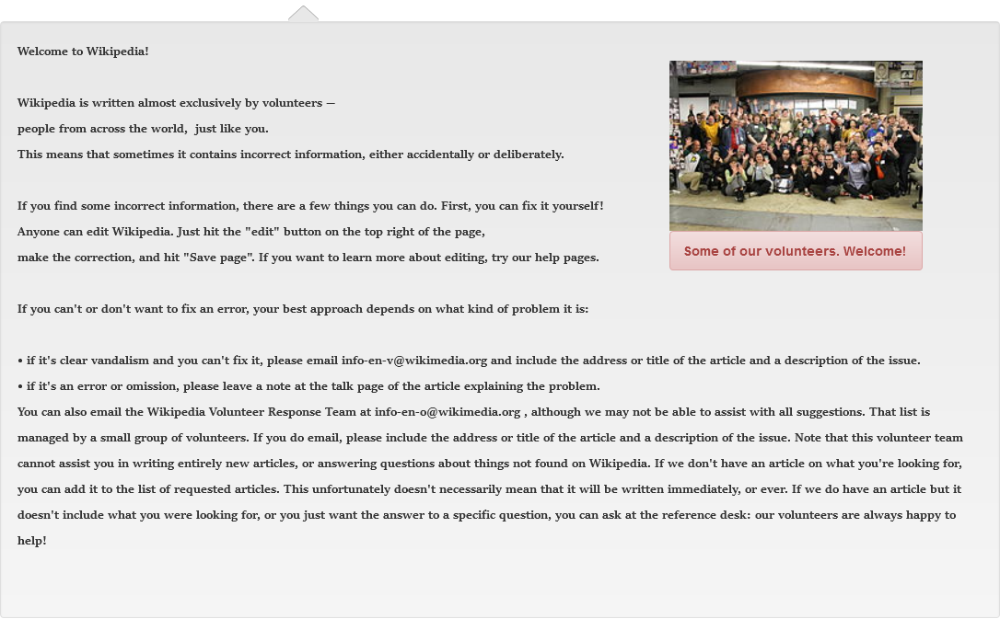 Welcome to Wikipedia!
Wikipedia is written almost exclusively by volunteers —
people from across the world,  just like you.
This means that sometimes it contains incorrect information, either accidentally or deliberately.
If you find some incorrect information, there are a few things you can do. First, you can fix it yourself!
Anyone can edit Wikipedia. Just hit the "edit" button on the top right of the page,
make the correction, and hit "Save page". If you want to learn more about editing, try our help pages.
Some of our volunteers. Welcome!
If you can't or don't want to fix an error, your best approach depends on what kind of problem it is:
• if it's clear vandalism and you can't fix it, please email info-en-v@wikimedia.org and include the address or title of the article and a description of the issue.
• if it's an error or omission, please leave a note at the talk page of the article explaining the problem.
You can also email the Wikipedia Volunteer Response Team at info-en-o@wikimedia.org , although we may not be able to assist with all suggestions. That list is
managed by a small group of volunteers. If you do email, please include the address or title of the article and a description of the issue. Note that this volunteer team
cannot assist you in writing entirely new articles, or answering questions about things not found on Wikipedia. If we don't have an article on what you're looking for,
you can add it to the list of requested articles. This unfortunately doesn't necessarily mean that it will be written immediately, or ever. If we do have an article but it
doesn't include what you were looking for, or you just want the answer to a specific question, you can ask at the reference desk: our volunteers are always happy to
help!